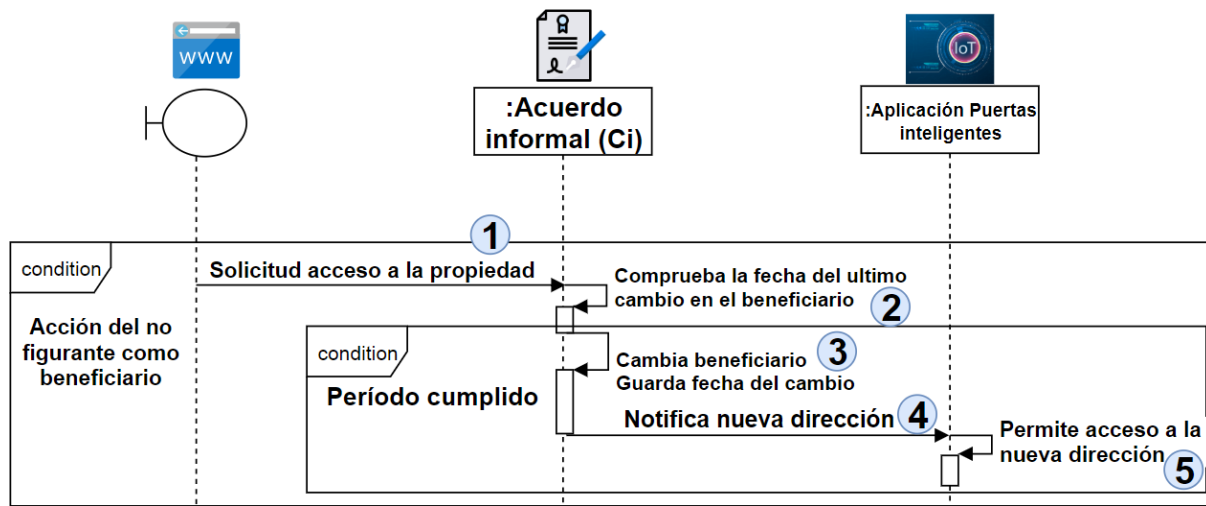 WWW
IoT
:Acuerdo
informal (Ci)
:Aplicación Puertas
inteligentes
1
condition
Solicitud acceso a la propiedad
Comprueba la fecha del ultimo
cambio en el beneficiario
2
Acción del no
figurante como
beneficiario
condition
3
Cambia beneficiario
Guarda fecha del cambio
Período cumplido
Notifica nueva dirección
4
Permite acceso a la
nueva dirección
5